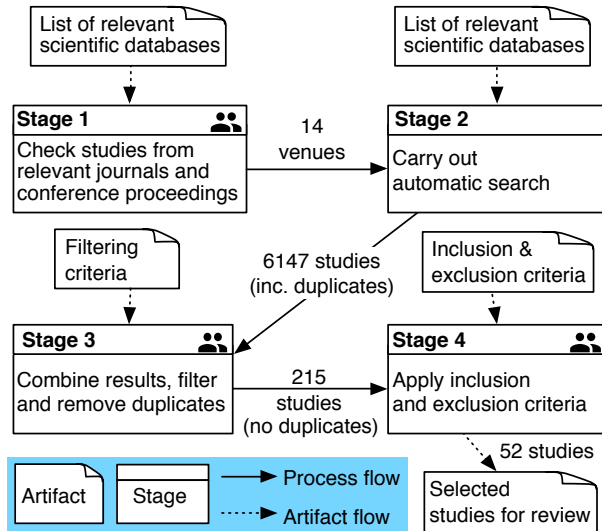 List of relevant
scientific databases
List of relevant
scientific databases
Stage 1
Check studies from
relevant journals and
conference proceedings
14
venues
Stage 2
Carry out
automatic search
Filtering
criteria
6147 studies
(inc. duplicates)
Inclusion &
exclusion criteria
Stage 3
Combine results, filter
and remove duplicates
215
studies
(no duplicates)
Stage 4
Apply inclusion
and exclusion criteria
52 studies
Selected
studies for review
Artifact
Stage
Process flow
Artifact flow